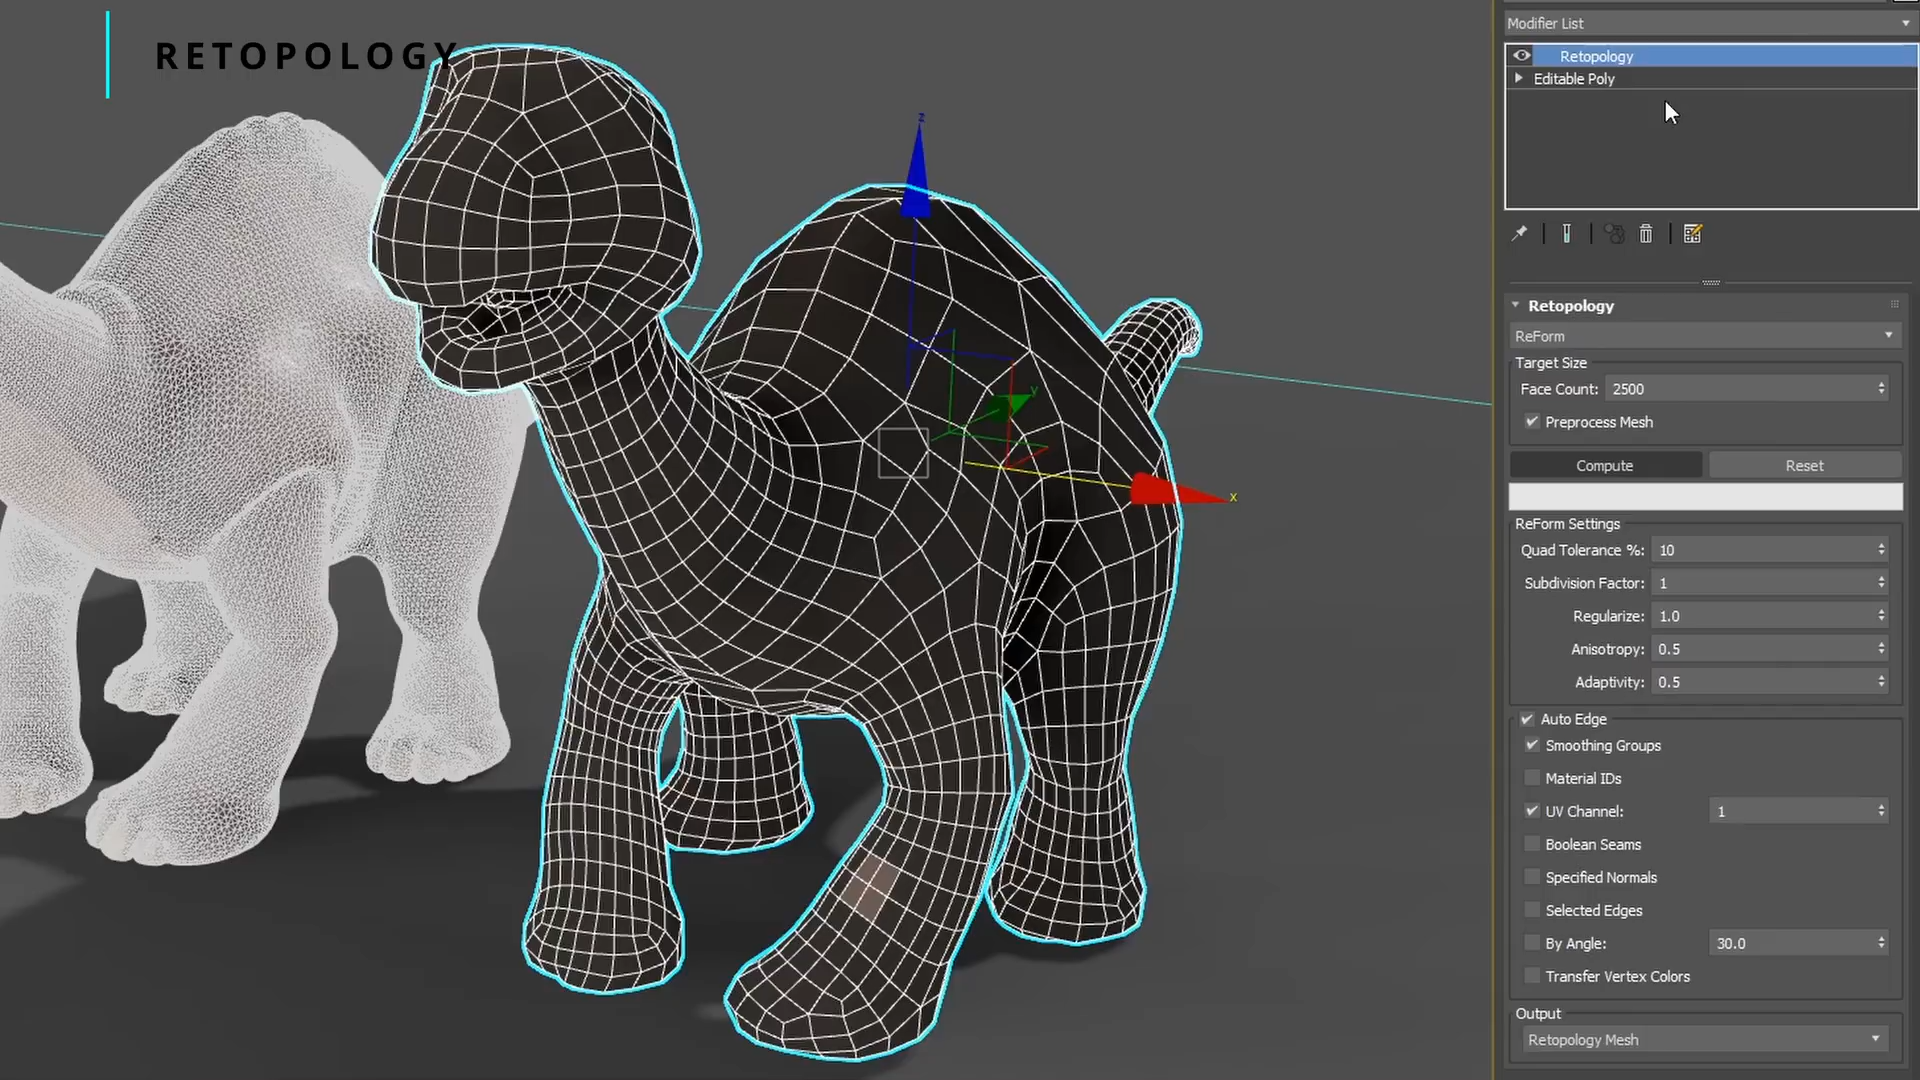 RETOPOLOGY
z
y
x
Modifier List
Retopology
Editable Poly
Retopology
ReForm
Target Size
Face Count: 2500
Preprocess Mesh
Compute Reset
ReForm Settings
Quad Tolerance %: 10
Subdivision Factor: 1
Regularize: 1.0
Anisotropy: 0.5
Adaptivity: 0.5
Auto Edge
Smoothing Groups
Material IDs
UV Channel: 1
Boolean Seams
Specified Normals
Selected Edges
By Angle: 30.0
Transfer Vertex Colors
Output
Retopology Mesh